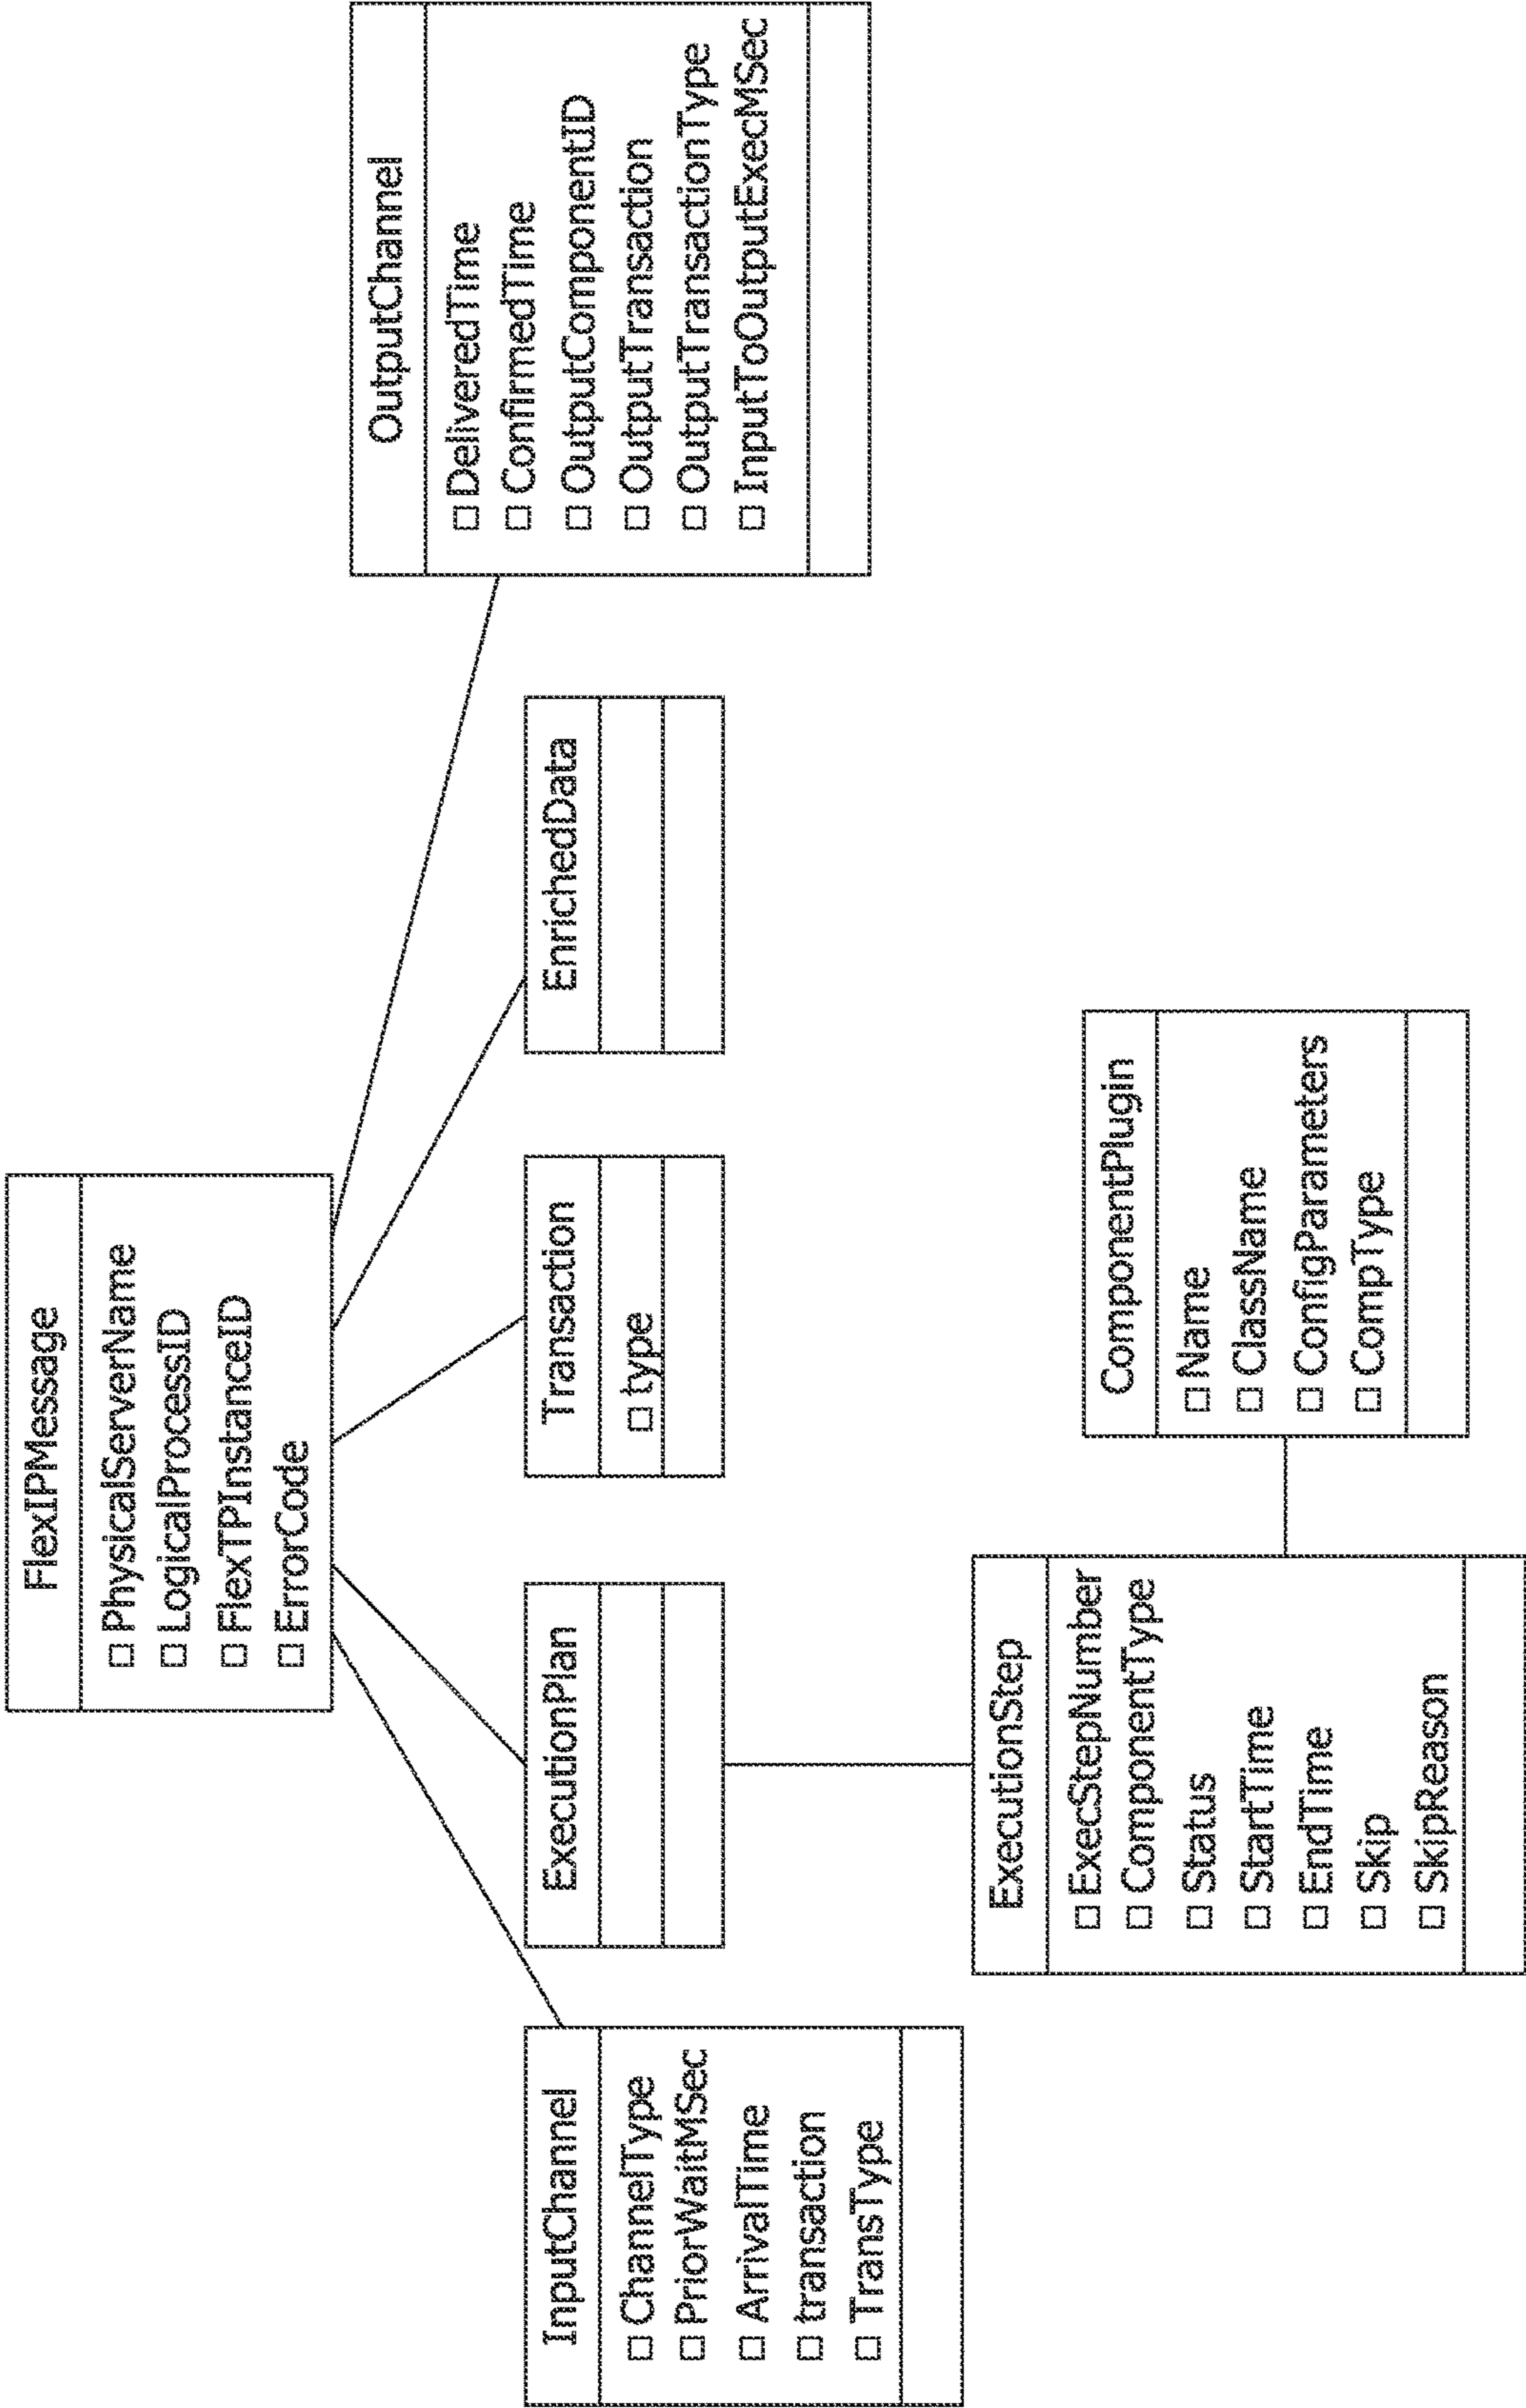 FlexIPMessage
PhysicalServerName
LogicalProcessID
FlexTPInstanceID
ErrorCode
InputChannel
ChannelType
PriorWaitMSec
ArrivalTime
transaction
TransType
ExecutionPlan
Transaction
type
EnrichedData
OutputChannel
DeliveredTime
ConfirmedTime
OutputComponentID
OutputTransaction
OutputTransactionType
InputToOutputExecMSec
ExecutionStep
ExecStepNumber
ComponentType
Status
StartTime
EndTime
Skip
SkipReason
ComponentPlugin
Name
ClassName
ConfigParameters
CompType